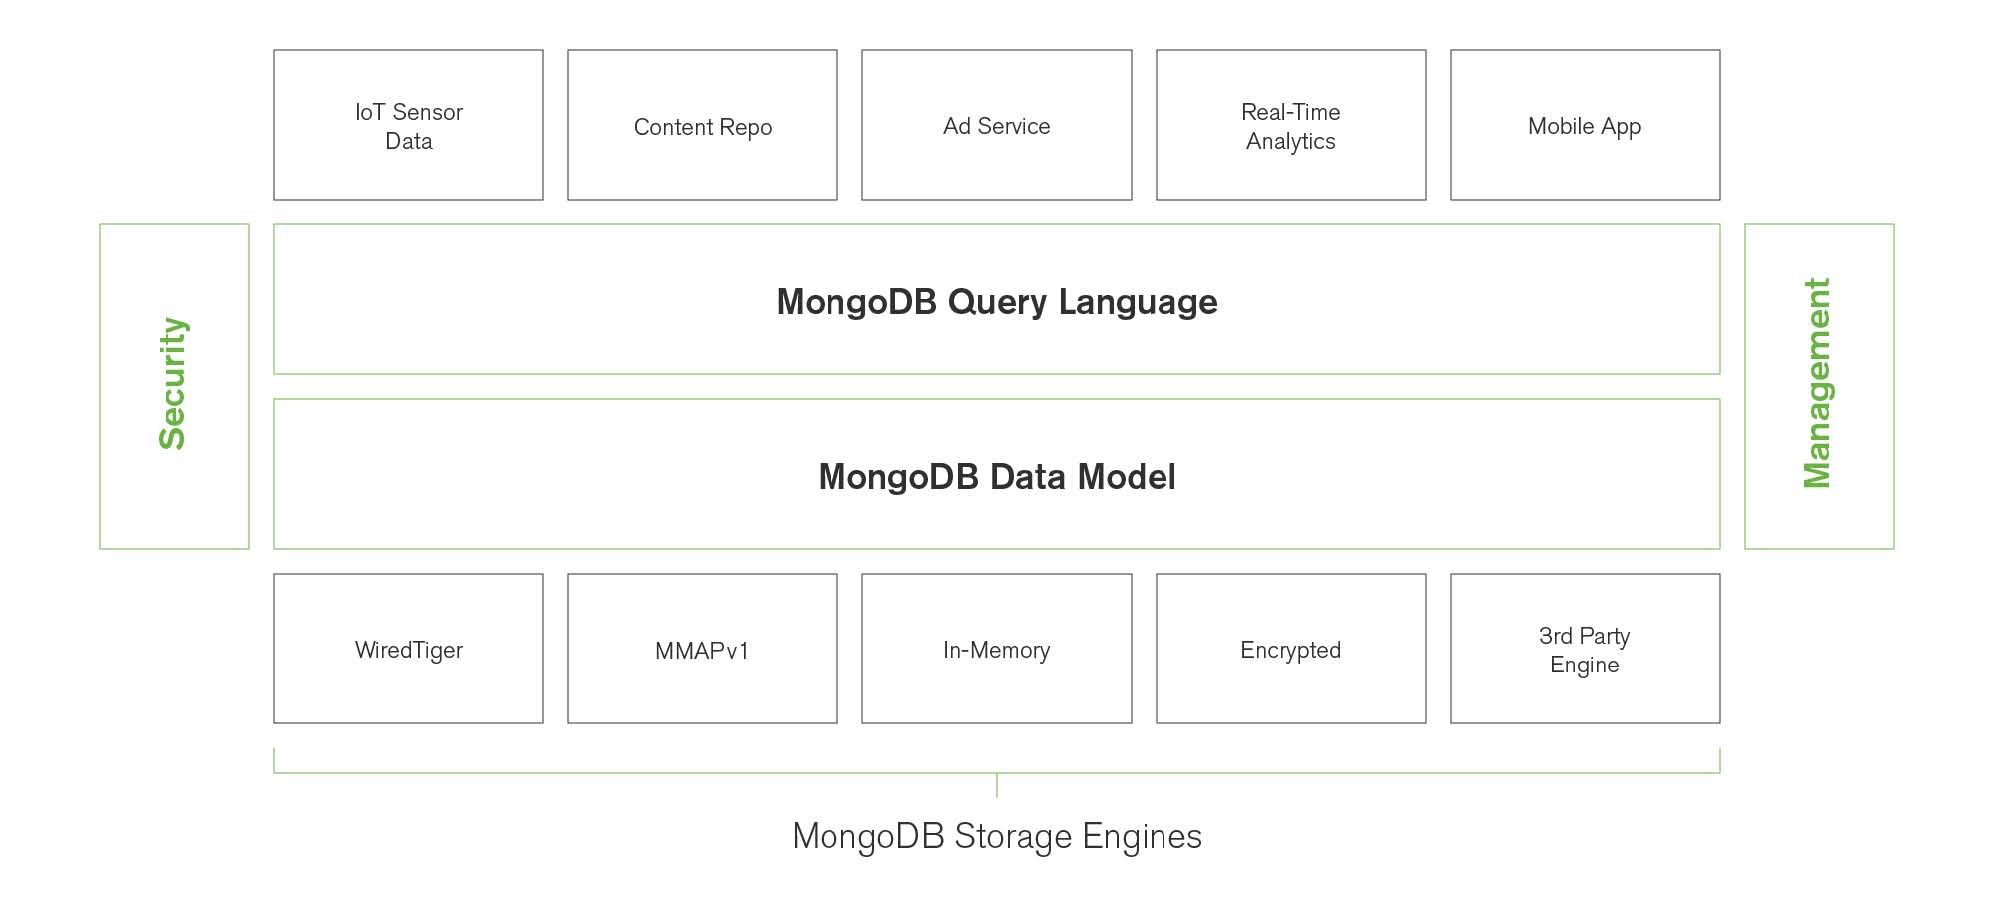 IoT Sensor
Data
Content Repo
Ad Service
Real-Time
Analytics
Mobile App
Security
MongoDB Query Language
MongoDB Data Model
Management
WiredTiger
MMAPv1
In-Memory
Encrypted
3rd Party
Engine
MongoDB Storage Engines